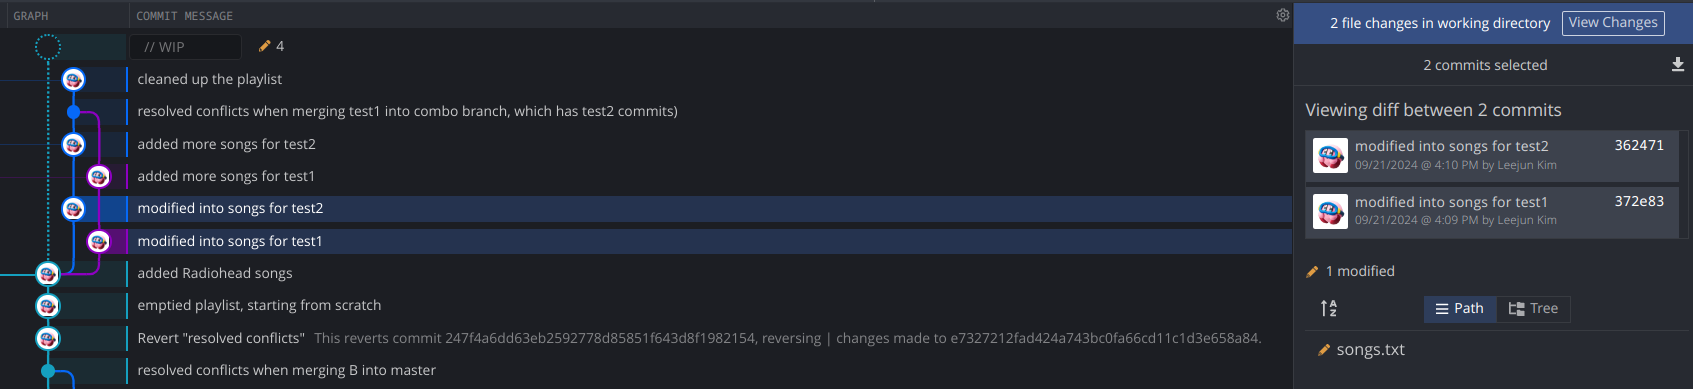 GRAPH
COMMIT MESSAGE
// WIP
4
cleaned up the playlist
resolved conflicts when merging test1 into combo branch, which has test2 commits)
added more songs for test2
added more songs for test1
modified into songs for test2
modified into songs for test1
added Radiohead songs
emptied playlist, starting from scratch
Revert "resolved conflicts" This reverts commit 247f4a6dd63eb2592778d85851f643d8f1982154, reversing | changes made to e7327212fad424a743bc0fa66cd11c1d3e658a84.
resolved conflicts when merging B into master
2 file changes in working directory
View Changes
2 commits selected
Viewing diff between 2 commits
modified into songs for test2 362471
09/21/2024 @ 4:10 PM by Leejun Kim
modified into songs for test1 372e83
09/21/2024 @ 4:09 PM by Leejun Kim
1 modified
A
Z
Path
Tree
songs.txt